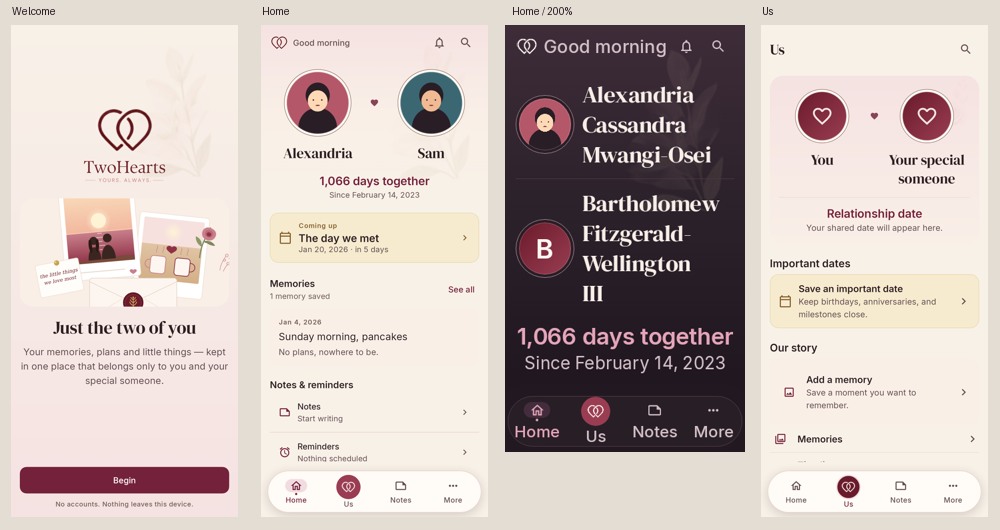 Welcome
TwoHearts
YOURS. ALWAYS.
the little things
we love most
Just the two of you
Your memories, plans and little things — kept
in one place that belongs only to you and your
special someone.
Begin
No accounts. Nothing leaves this device.
Home
Good morning
Alexandria
Sam
1,066 days together
Since February 14, 2023
Coming up
The day we met
Jan 20, 2026 · in 5 days
Memories
See all
1 memory saved
Jan 4, 2026
Sunday morning, pancakes
No plans, nowhere to be.
Notes & reminders
Notes
Start writing
Reminders
Nothing scheduled
Home
Us
Notes
More
Home / 200%
Good morning
Alexandria
Cassandra
Mwangi-Osei
B
Bartholomew
Fitzgerald-
Wellington
III
1,066 days together
Since February 14, 2023
Home
Us
Notes
More
Us
Us
You
Your special
someone
Relationship date
Your shared date will appear here.
Important dates
Save an important date
Keep birthdays, anniversaries, and
milestones close.
Our story
Add a memory
Save a moment you want to
remember.
Memories
Home
Us
Notes
More